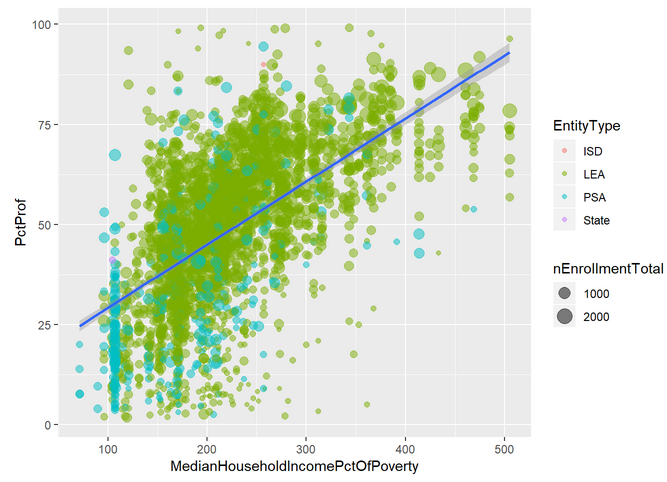 100
75
50
25
0
PctProf
100
200
300
400
500
MedianHouseholdIncomePctOfPoverty
EntityType
ISD
LEA
PSA
State
nEnrollmentTotal
1000
2000